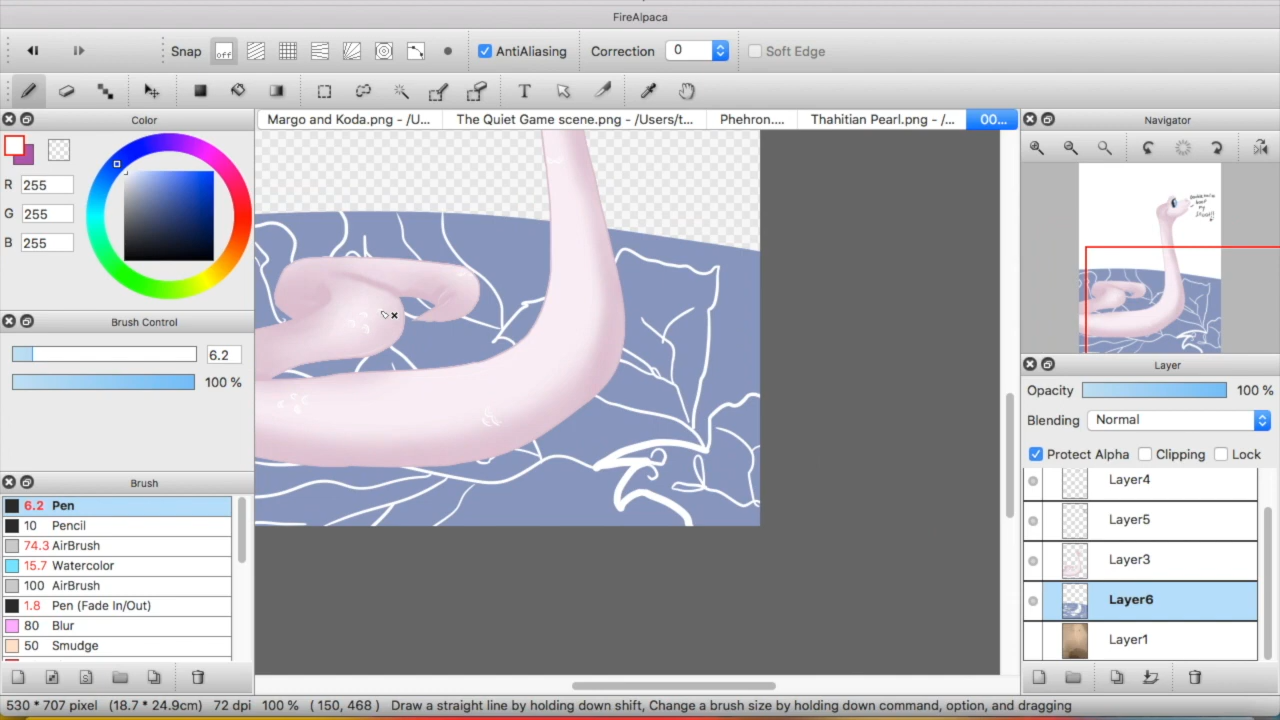 FireAlpaca
Snap off AntiAliasing Correction 0 Soft Edge
T
Margo and Koda.png - /U... The Quiet Game scene.png - /Users/t... Phehron.... Thahitian Pearl.png - /... 00...
Color
R 255
G 255
B 255
Brush Control
6.2
100 %
Brush
6.2 Pen
10 Pencil
74.3 AirBrush
15.7 Watercolor
100 AirBrush
1.8 Pen (Fade In/Out)
80 Blur
50 Smudge
Navigator
Layer
Opacity 100 %
Blending Normal
Protect Alpha Clipping Lock
Layer4
Layer5
Layer3
Layer6
Layer1
530 * 707 pixel (18.7 * 24.9cm) 72 dpi 100 % ( 150, 468 ) Draw a straight line by holding down shift, Change a brush size by holding down command, option, and dragging